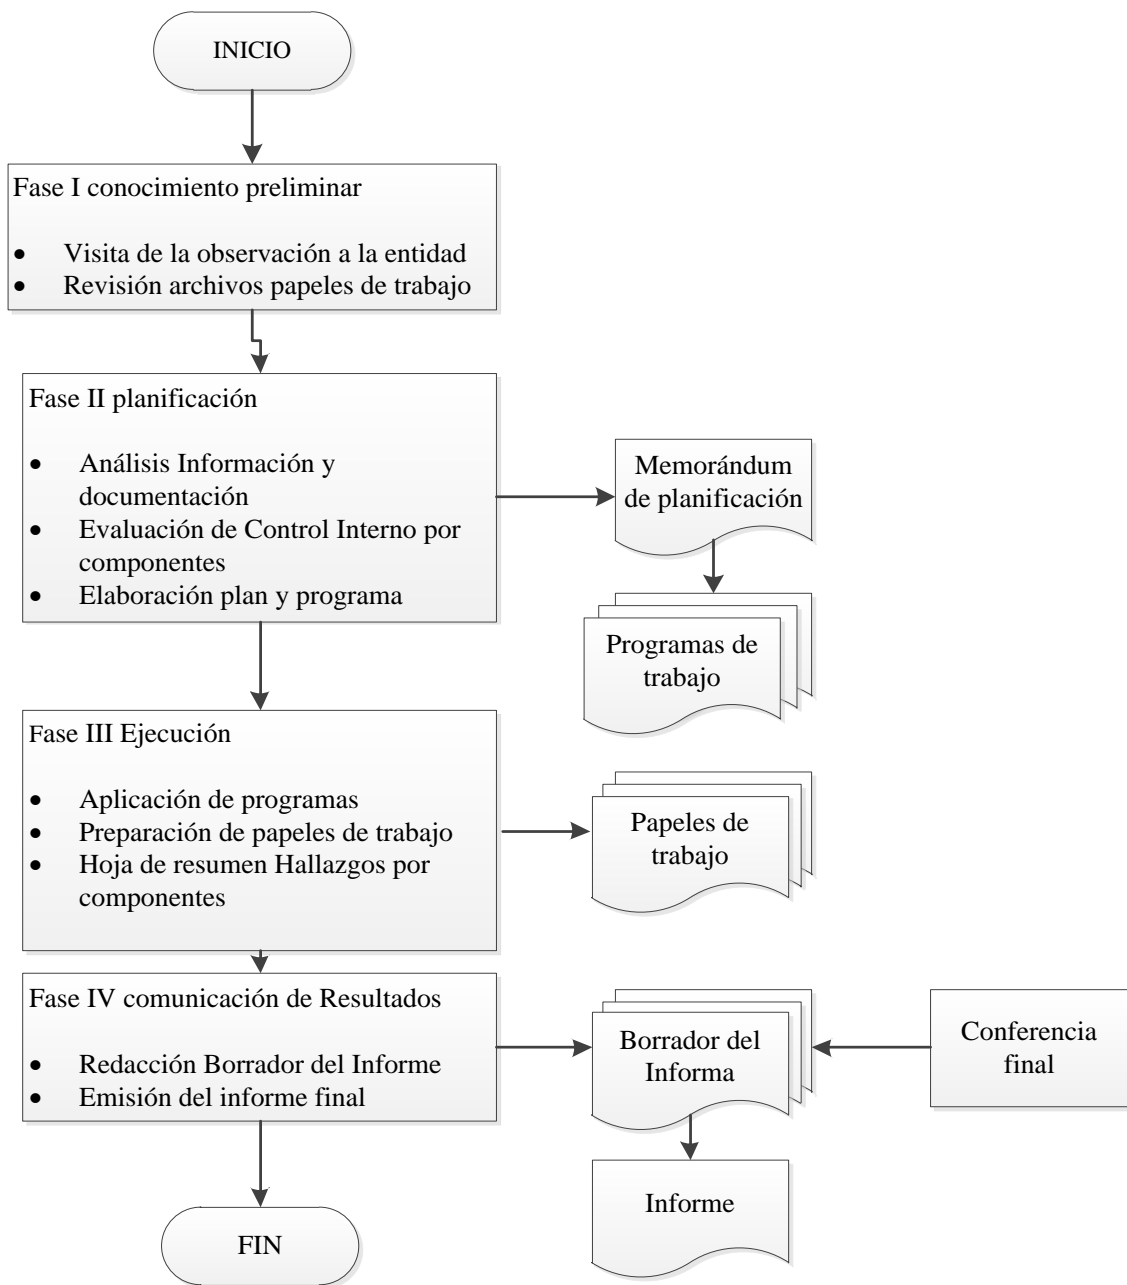 INICIO
Fase I conocimiento preliminar
• Visita de la observación a la entidad
• Revisión archivos papeles de trabajo
Fase II planificación
• Análisis Información y
documentación
• Evaluación de Control Interno por
componentes
• Elaboración plan y programa
Memorándum
de planificación
Programas de
trabajo
Fase III Ejecución
• Aplicación de programas
• Preparación de papeles de trabajo
• Hoja de resumen Hallazgos por
componentes
Papeles de
trabajo
Fase IV comunicación de Resultados
• Redacción Borrador del Informe
• Emisión del informe final
Borrador del
Informa
Conferencia
final
Informe
FIN